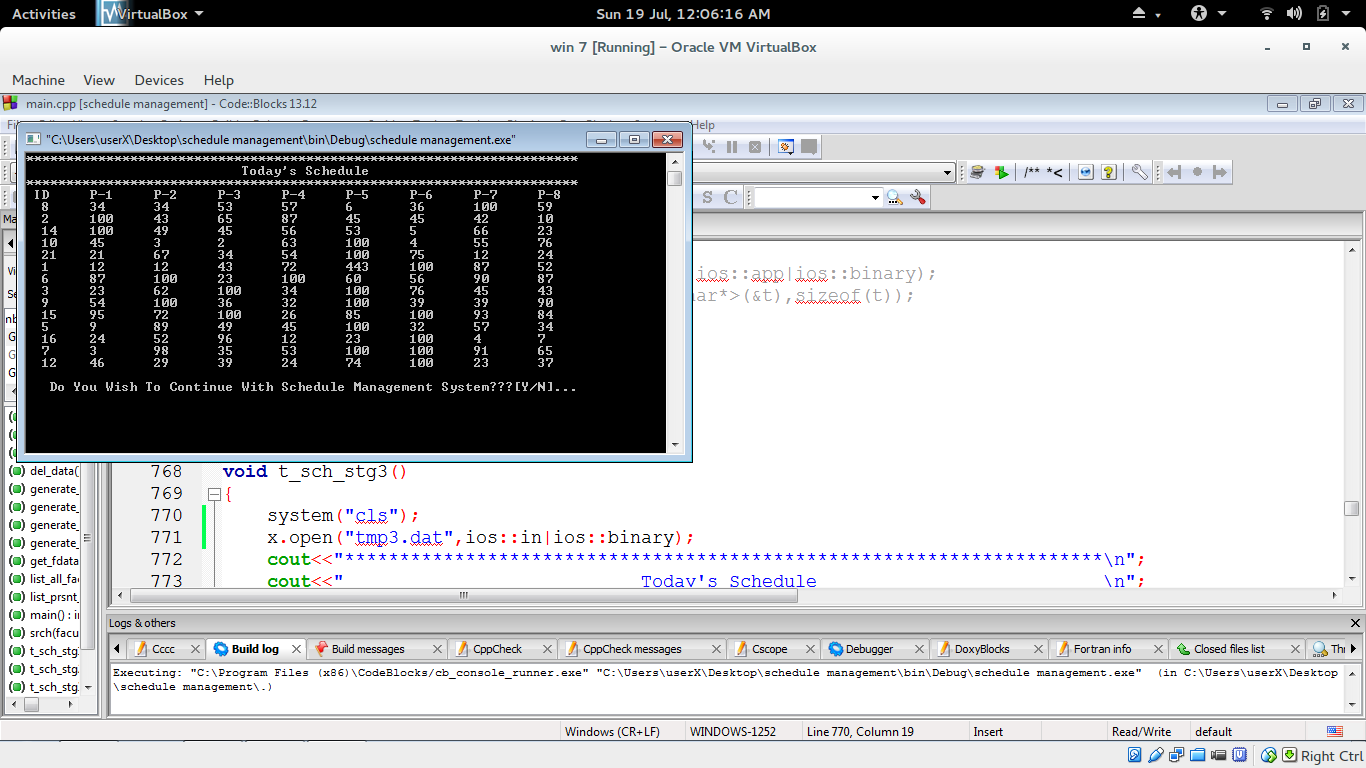 Activities VirtualBox Sun 19 Jul, 12:06:16 AM
win 7 [Running] – Oracle VM VirtualBox
Machine View Devices Help
main.cpp [schedule management] - Code::Blocks 13.12
Help
"C:\Users\userX\Desktop\schedule management\bin\Debug\schedule management.exe"
Today's Schedule
ID P-1 P-2 P-3 P-4 P-5 P-6 P-7 P-8
8 34 34 53 57 6 36 100 59
2 100 43 65 87 45 45 42 10
14 100 49 45 56 53 5 66 23
10 45 3 2 63 100 4 55 76
21 21 67 34 54 100 75 12 24
1 12 12 43 72 443 100 87 52
6 87 100 23 100 60 56 90 87
3 23 62 100 34 100 76 45 43
9 54 100 36 32 100 39 39 90
15 95 72 100 26 85 100 93 84
5 9 89 49 45 100 32 57 34
16 24 52 96 12 23 100 4 7
7 3 98 35 53 100 100 91 65
12 46 29 39 24 74 100 23 37
Do You Wish To Continue With Schedule Management System???[Y/N]...
/** *<
S C
ios::app|ios::binary);
ar*>(&t),sizeof(t));
del_data(
generate_
generate_
generate_
generate_
get_fdata
list_all_fac
list_prsnt_
main() : in
srch(facu
t_sch_stg
t_sch_stg
t_sch_stg
768 void t_sch_stg3()
769 {
770 system("cls");
771 x.open("tmp3.dat",ios::in|ios::binary);
772 cout<<"*********************************************************************\n";
773 cout<<" Today's Schedule \n";
Logs & others
Cccc Build log Build messages CppCheck CppCheck messages Cscope Debugger DoxyBlocks Fortran info Closed files list Thr
Executing: "C:\Program Files (x86)\CodeBlocks/cb_console_runner.exe" "C:\Users\userX\Desktop\schedule management\bin\Debug\schedule management.exe" (in C:\Users\userX\Desktop
\schedule management\.)
Windows (CR+LF) WINDOWS-1252 Line 770, Column 19 Insert Read/Write default
Right Ctrl